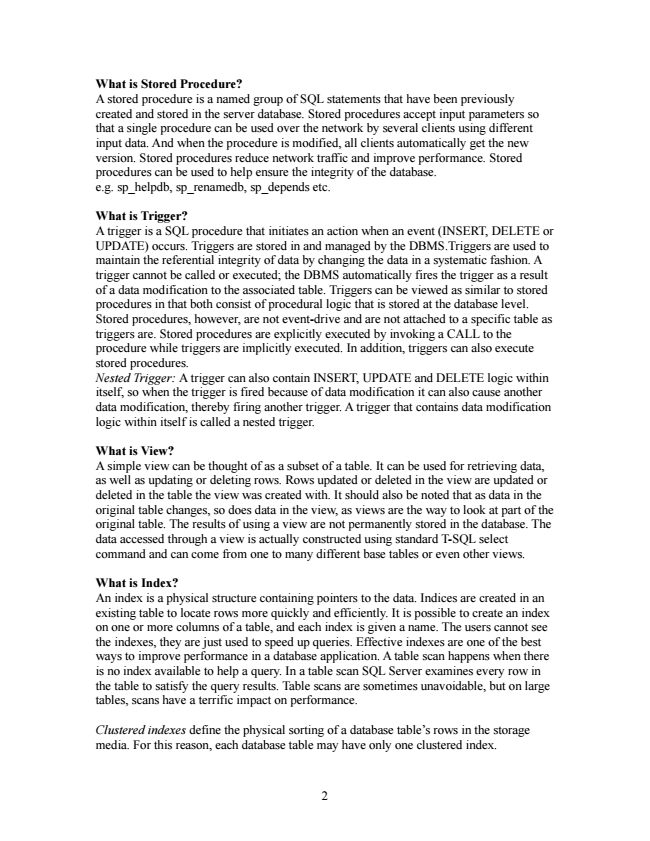 What is Stored Procedure?
A stored procedure is a named group of SQL statements that have been previously
created and stored in the server database. Stored procedures accept input parameters so
that a single procedure can be used over the network by several clients using different
input data. And when the procedure is modified, all clients automatically get the new
version. Stored procedures reduce network traffic and improve performance. Stored
procedures can be used to help ensure the integrity of the database.
e.g. sp_helpdb, sp_renamedb, sp_depends etc.
What is Trigger?
A trigger is a SQL procedure that initiates an action when an event (INSERT, DELETE or
UPDATE) occurs. Triggers are stored in and managed by the DBMS.Triggers are used to
maintain the referential integrity of data by changing the data in a systematic fashion. A
trigger cannot be called or executed; the DBMS automatically fires the trigger as a result
of a data modification to the associated table. Triggers can be viewed as similar to stored
procedures in that both consist of procedural logic that is stored at the database level.
Stored procedures, however, are not event-drive and are not attached to a specific table as
triggers are. Stored procedures are explicitly executed by invoking a CALL to the
procedure while triggers are implicitly executed. In addition, triggers can also execute
stored procedures.
Nested Trigger: A trigger can also contain INSERT, UPDATE and DELETE logic within
itself, so when the trigger is fired because of data modification it can also cause another
data modification, thereby firing another trigger. A trigger that contains data modification
logic within itself is called a nested trigger.
What is View?
A simple view can be thought of as a subset of a table. It can be used for retrieving data,
as well as updating or deleting rows. Rows updated or deleted in the view are updated or
deleted in the table the view was created with. It should also be noted that as data in the
original table changes, so does data in the view, as views are the way to look at part of the
original table. The results of using a view are not permanently stored in the database. The
data accessed through a view is actually constructed using standard T-SQL select
command and can come from one to many different base tables or even other views.
What is Index?
An index is a physical structure containing pointers to the data. Indices are created in an
existing table to locate rows more quickly and efficiently. It is possible to create an index
on one or more columns of a table, and each index is given a name. The users cannot see
the indexes, they are just used to speed up queries. Effective indexes are one of the best
ways to improve performance in a database application. A table scan happens when there
is no index available to help a query. In a table scan SQL Server examines every row in
the table to satisfy the query results. Table scans are sometimes unavoidable, but on large
tables, scans have a terrific impact on performance.
Clustered indexes define the physical sorting of a database table’s rows in the storage
media. For this reason, each database table may have only one clustered index.
2